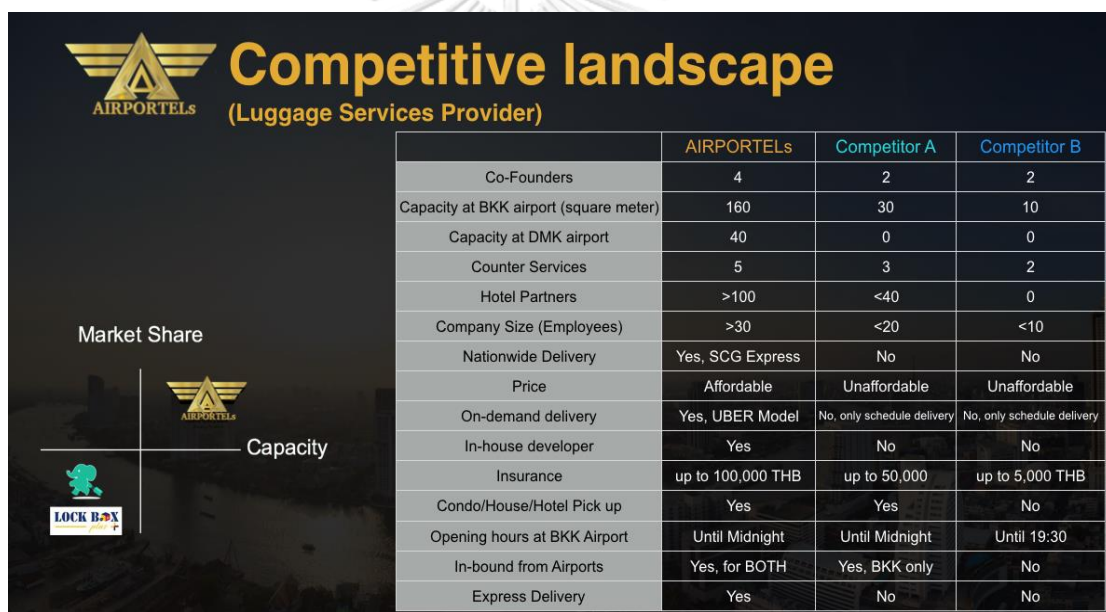 AIRPORTELs
Competitive landscape
(Luggage Services Provider)
AIRPORTELs Competitor A Competitor B
Co-Founders 4 2 2
Capacity at BKK airport (square meter) 160 30 10
Capacity at DMK airport 40 0 0
Counter Services 5 3 2
Hotel Partners >100 <40 0
Company Size (Employees) >30 <20 <10
Nationwide Delivery Yes, SCG Express No No
Price Affordable Unaffordable Unaffordable
On-demand delivery Yes, UBER Model No, only schedule delivery No, only schedule delivery
In-house developer Yes No No
Insurance up to 100,000 THB up to 50,000 up to 5,000 THB
Condo/House/Hotel Pick up Yes Yes No
Opening hours at BKK Airport Until Midnight Until Midnight Until 19:30
In-bound from Airports Yes, for BOTH Yes, BKK only No
Express Delivery Yes No No
Market Share
AIRPORTELs
Capacity
LOCK BOX
plus +